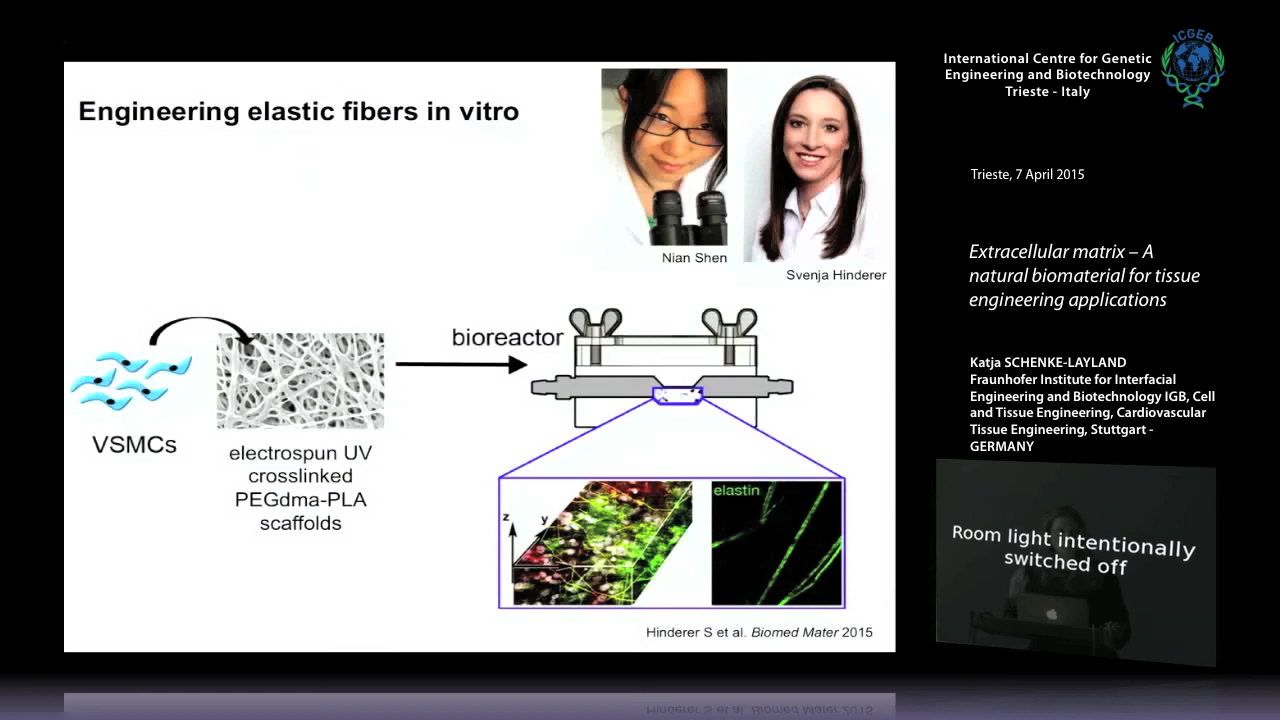 Engineering elastic fibers in vitro
Nian Shen
Svenja Hinderer
bioreactor
VSMCs
electrospun UV
crosslinked
PEGdma-PLA
scaffolds
z
y
elastin
Hinderer S et al. Biomed Mater 2015
International Centre for Genetic
Engineering and Biotechnology
Trieste - Italy
ICGEB
Trieste, 7 April 2015
Extracellular matrix – A
natural biomaterial for tissue
engineering applications
Katja SCHENKE-LAYLAND
Fraunhofer Institute for Interfacial
Engineering and Biotechnology IGB, Cell
and Tissue Engineering, Cardiovascular
Tissue Engineering, Stuttgart -
GERMANY
Room light intentionally
switched off